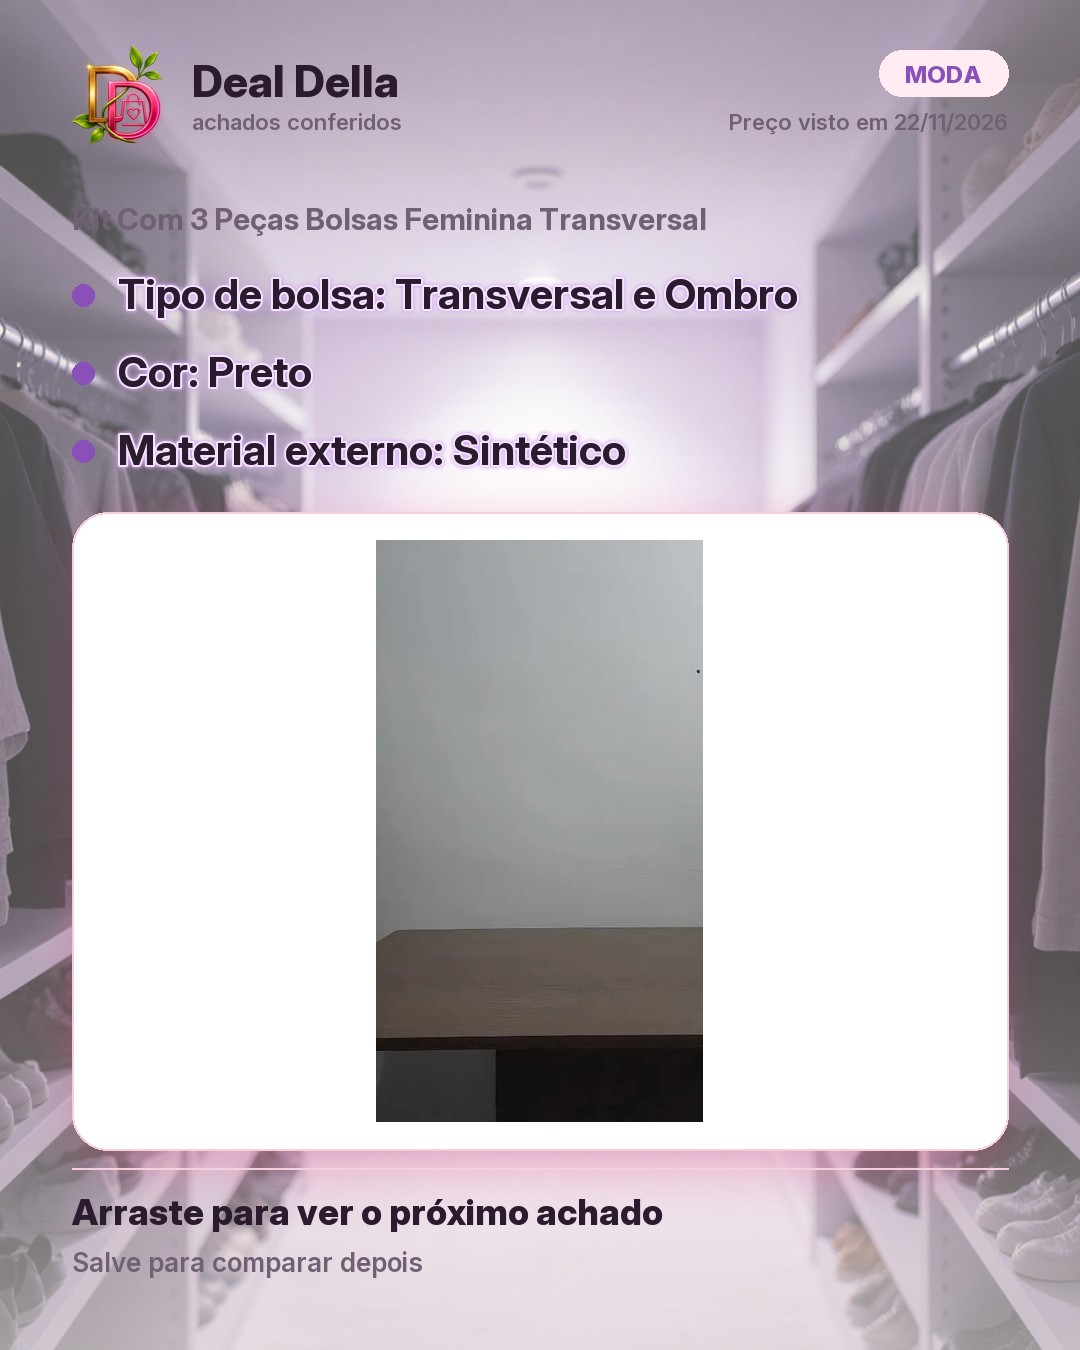 Deal Della
achados conferidos
MODA
Preço visto em 22/11/2026
Kit Com 3 Peças Bolsas Feminina Transversal
Tipo de bolsa: Transversal e Ombro
Cor: Preto
Material externo: Sintético
Arraste para ver o próximo achado
Salve para comparar depois